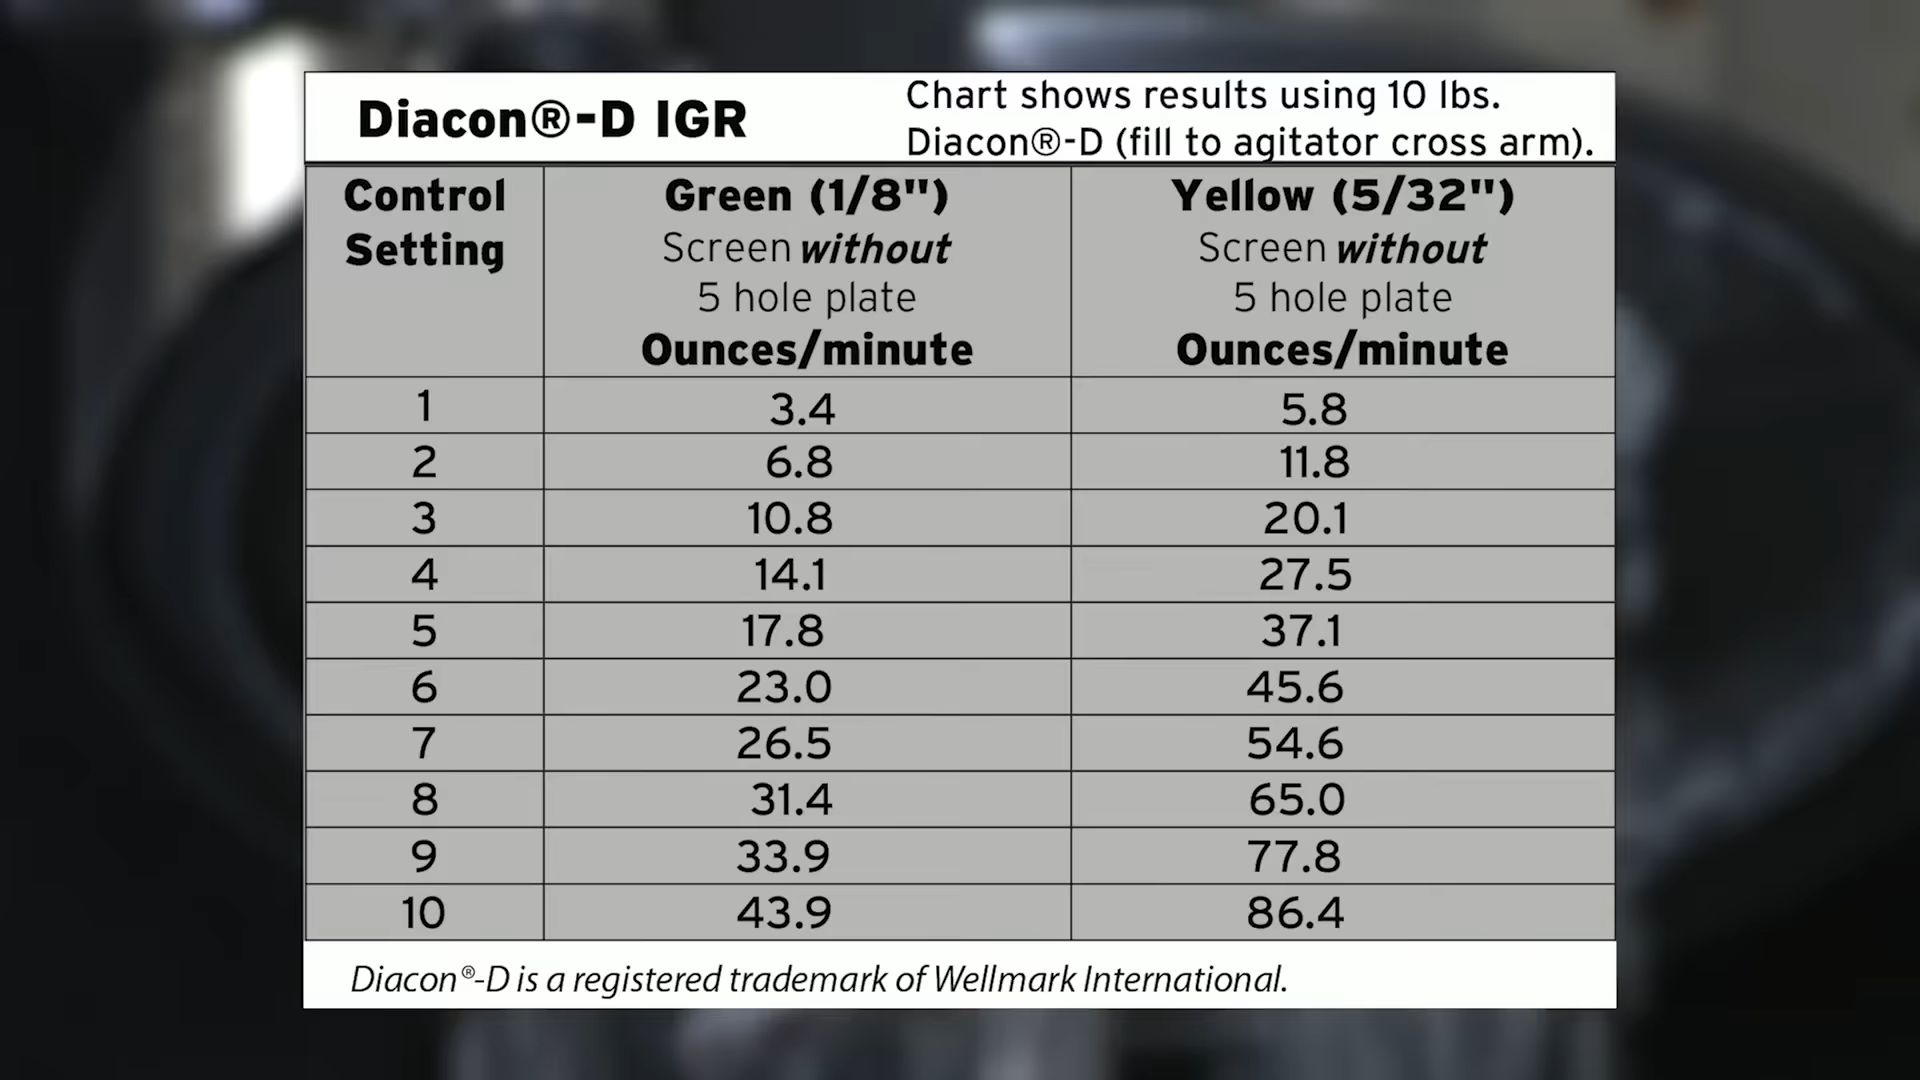 Diacon®-D IGR
Chart shows results using 10 lbs.
Diacon®-D (fill to agitator cross arm).
Control Setting
Green (1/8")
Screen without
5 hole plate
Ounces/minute
Yellow (5/32")
Screen without
5 hole plate
Ounces/minute
1 3.4 5.8
2 6.8 11.8
3 10.8 20.1
4 14.1 27.5
5 17.8 37.1
6 23.0 45.6
7 26.5 54.6
8 31.4 65.0
9 33.9 77.8
10 43.9 86.4
Diacon®-D is a registered trademark of Wellmark International.